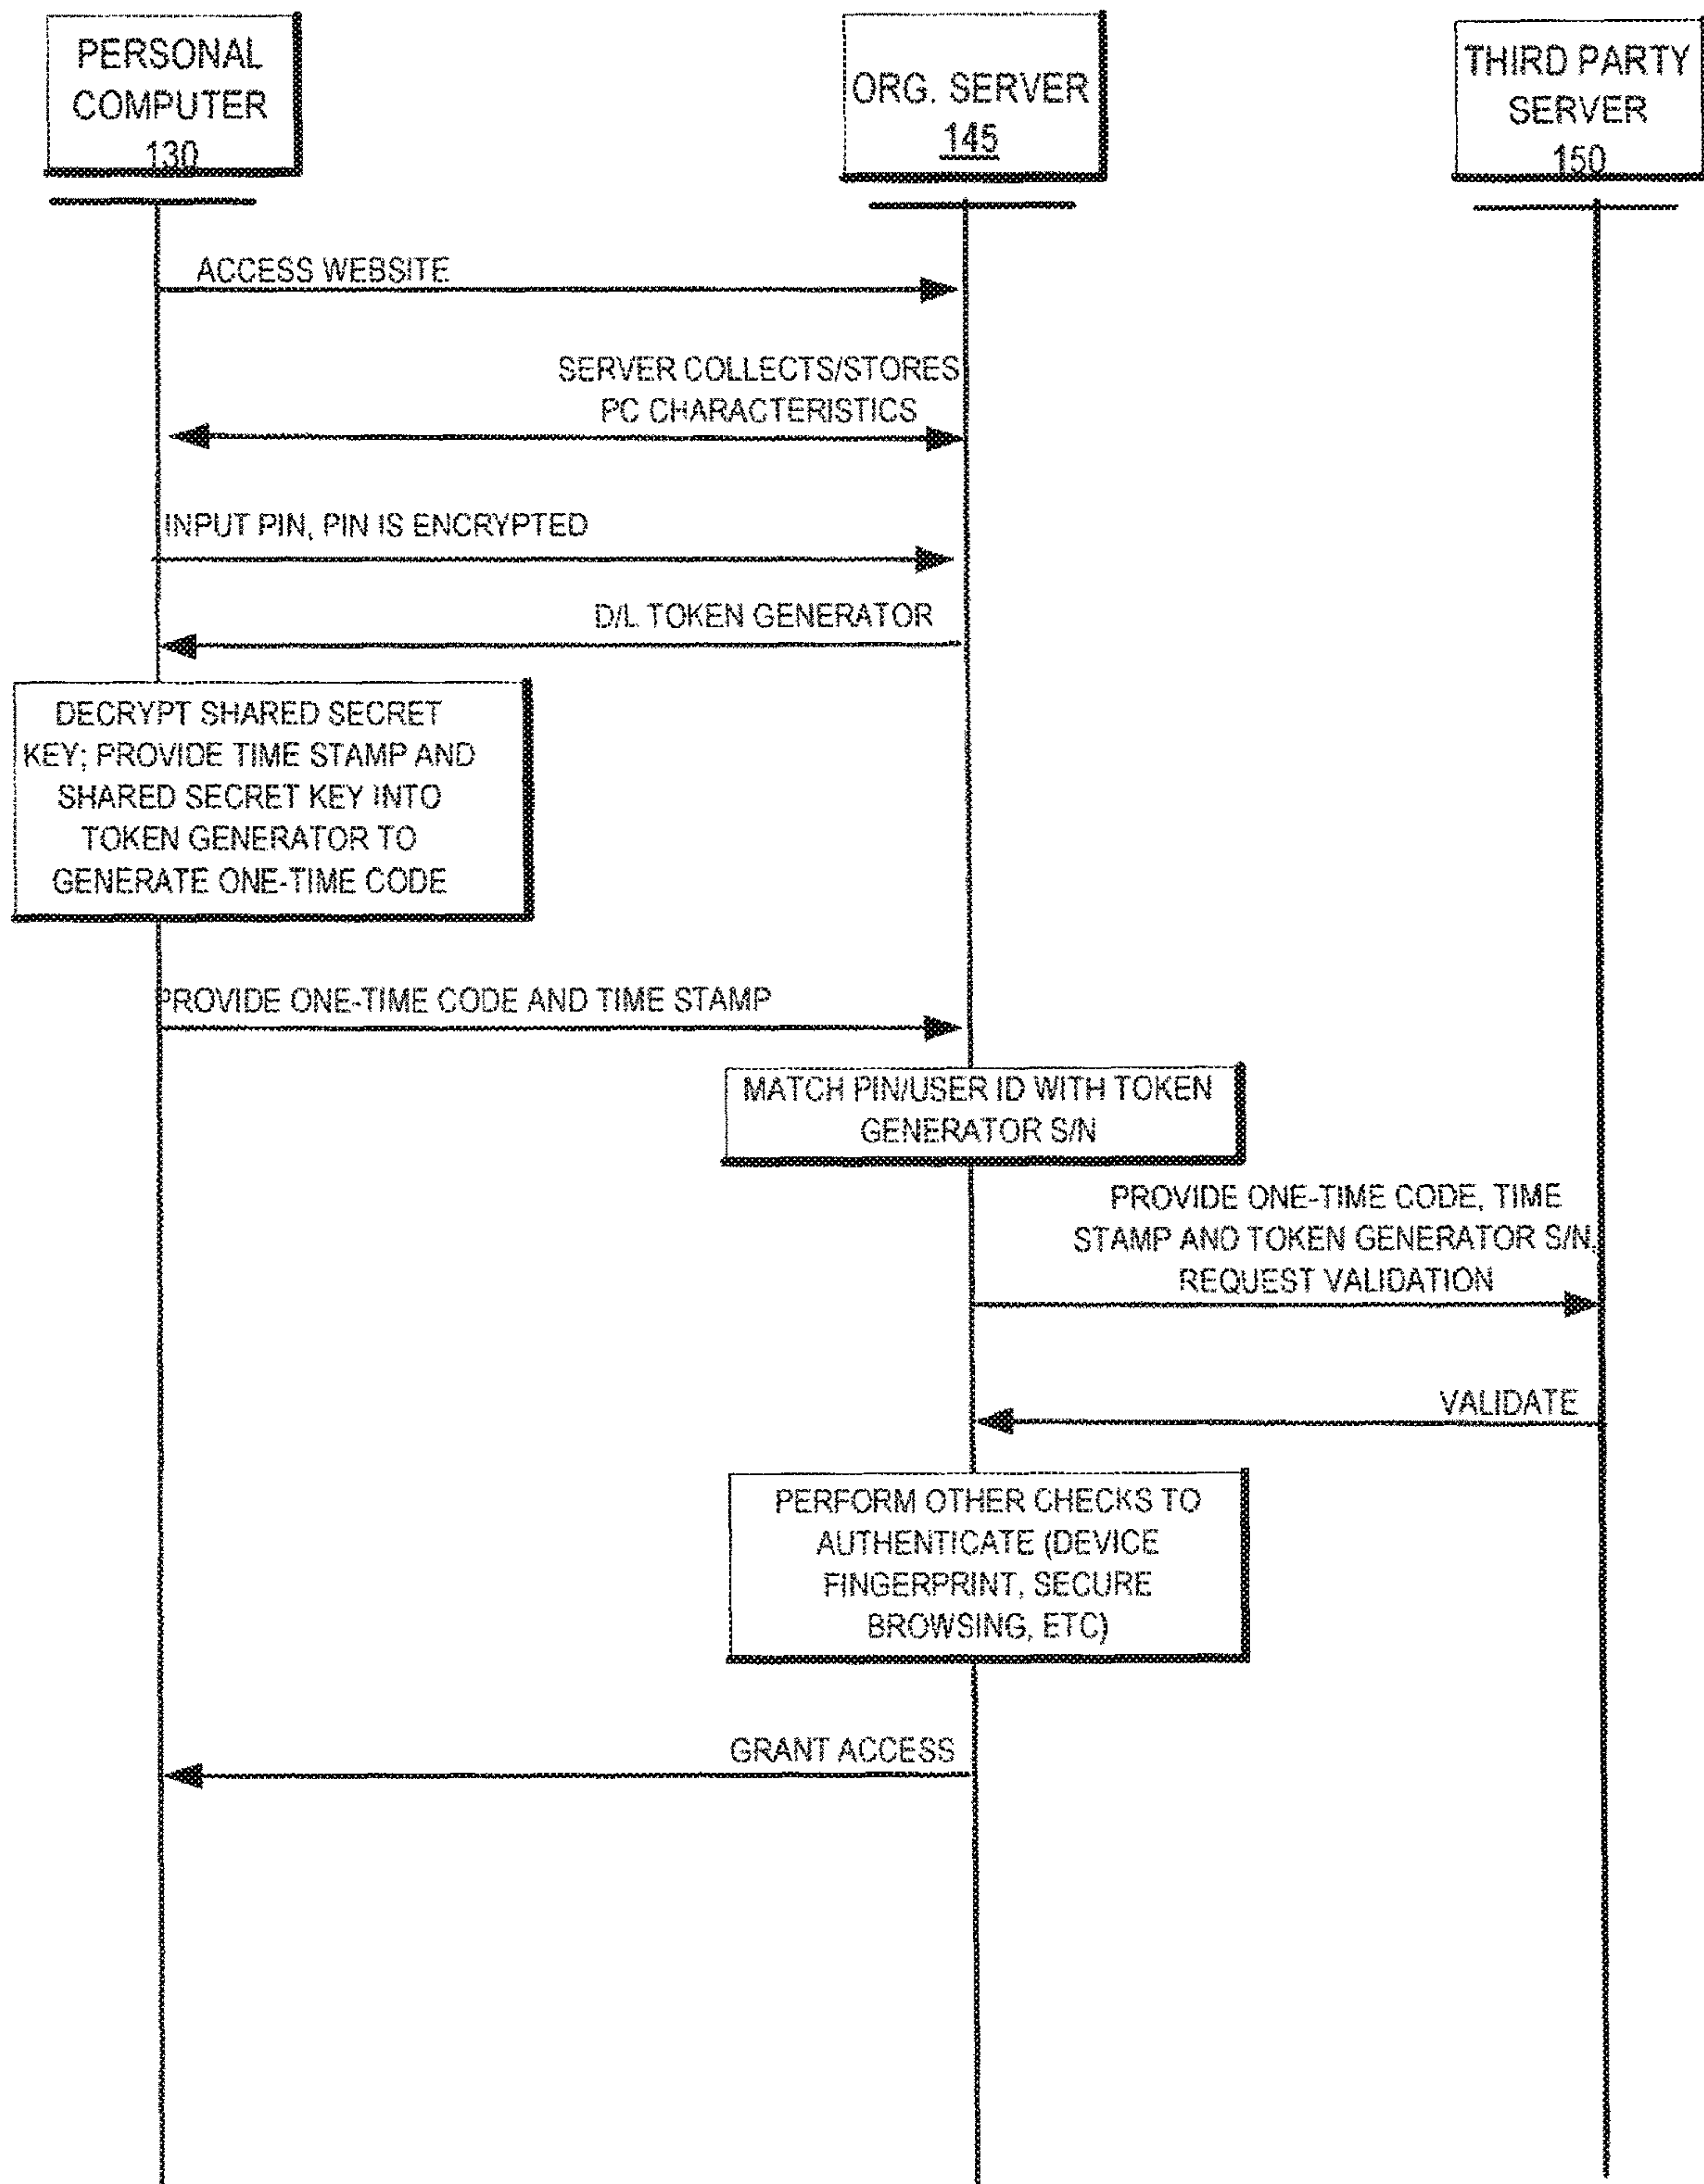 PERSONAL
COMPUTER
130
ORG. SERVER
145
THIRD PARTY
SERVER
150
ACCESS WEBSITE
SERVER COLLECTS/STORES
PC CHARACTERISTICS
INPUT PIN, PIN IS ENCRYPTED
D/L TOKEN GENERATOR
DECRYPT SHARED SECRET
KEY; PROVIDE TIME STAMP AND
SHARED SECRET KEY INTO
TOKEN GENERATOR TO
GENERATE ONE-TIME CODE
PROVIDE ONE-TIME CODE AND TIME STAMP
MATCH PIN/USER ID WITH TOKEN
GENERATOR S/N
PROVIDE ONE-TIME CODE, TIME
STAMP AND TOKEN GENERATOR S/N,
REQUEST VALIDATION
VALIDATE
PERFORM OTHER CHECKS TO
AUTHENTICATE (DEVICE
FINGERPRINT, SECURE
BROWSING, ETC)
GRANT ACCESS